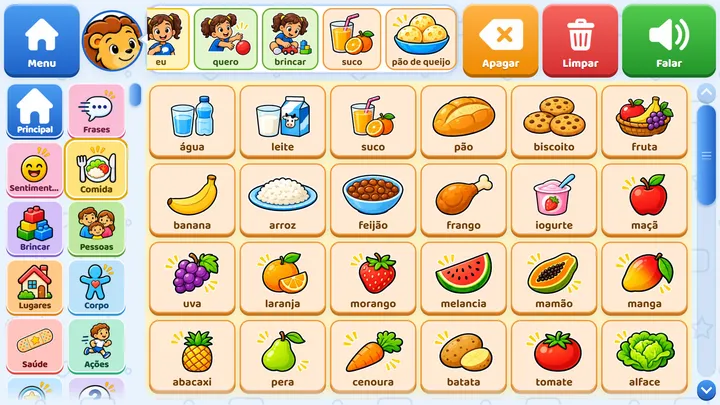 Menu
eu
quero
brincar
suco
pão de queijo
Apagar
Limpar
Falar
Principal
Frases
Sentiment...
Comida
Brincar
Pessoas
Lugares
Corpo
Saúde
Ações
água
leite
suco
pão
biscoito
fruta
banana
arroz
feijão
frango
iogurte
maçã
uva
laranja
morango
melancia
mamão
manga
abacaxi
pera
cenoura
batata
tomate
alface